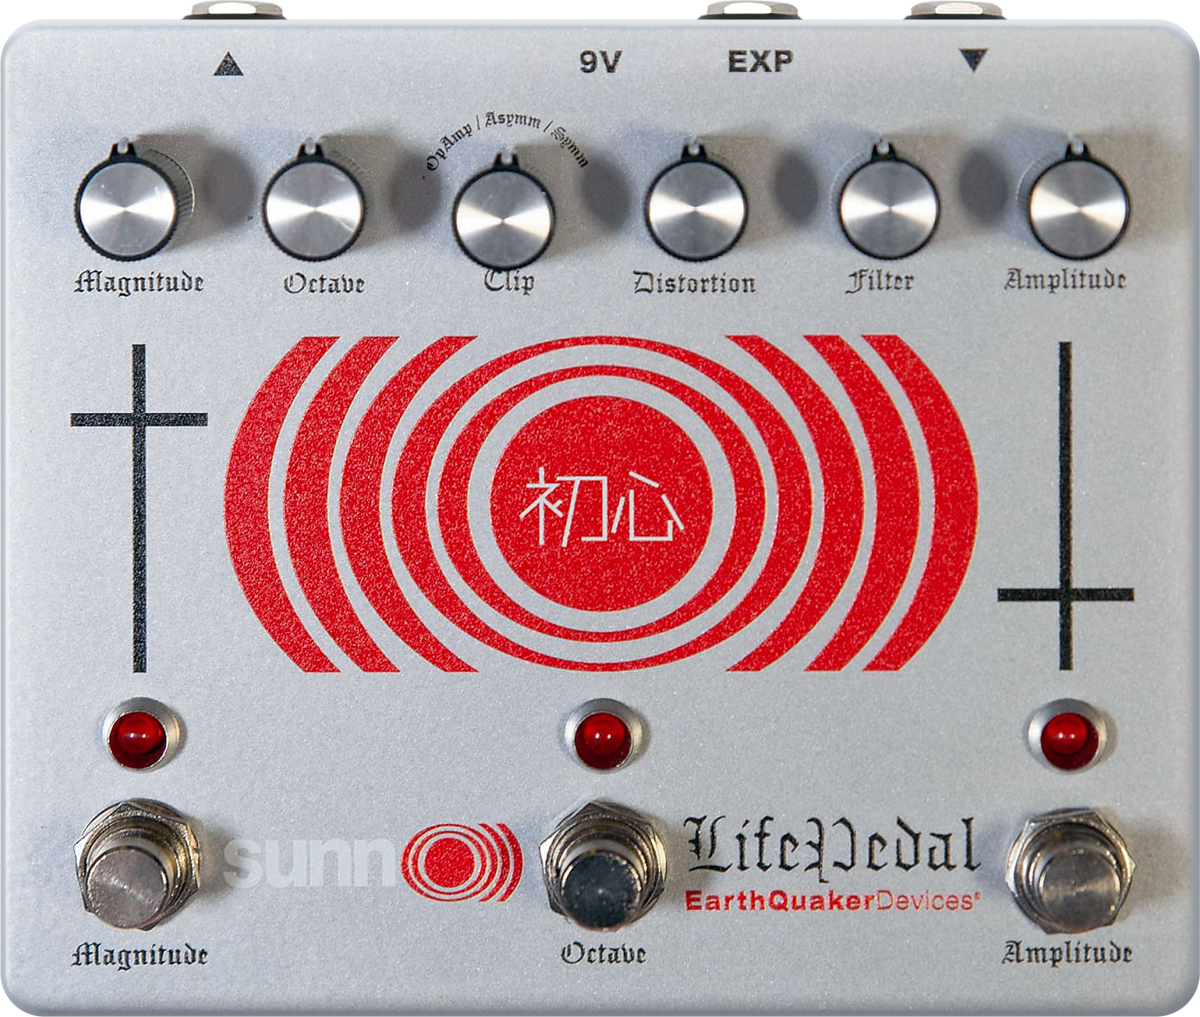 9V EXP
OpAmp / Asymm / Symm
Magnitude Octave Clip Distortion Filter Amplitude
初心
sunn
LifePedal
EarthQuakerDevices®
Magnitude Octave Amplitude